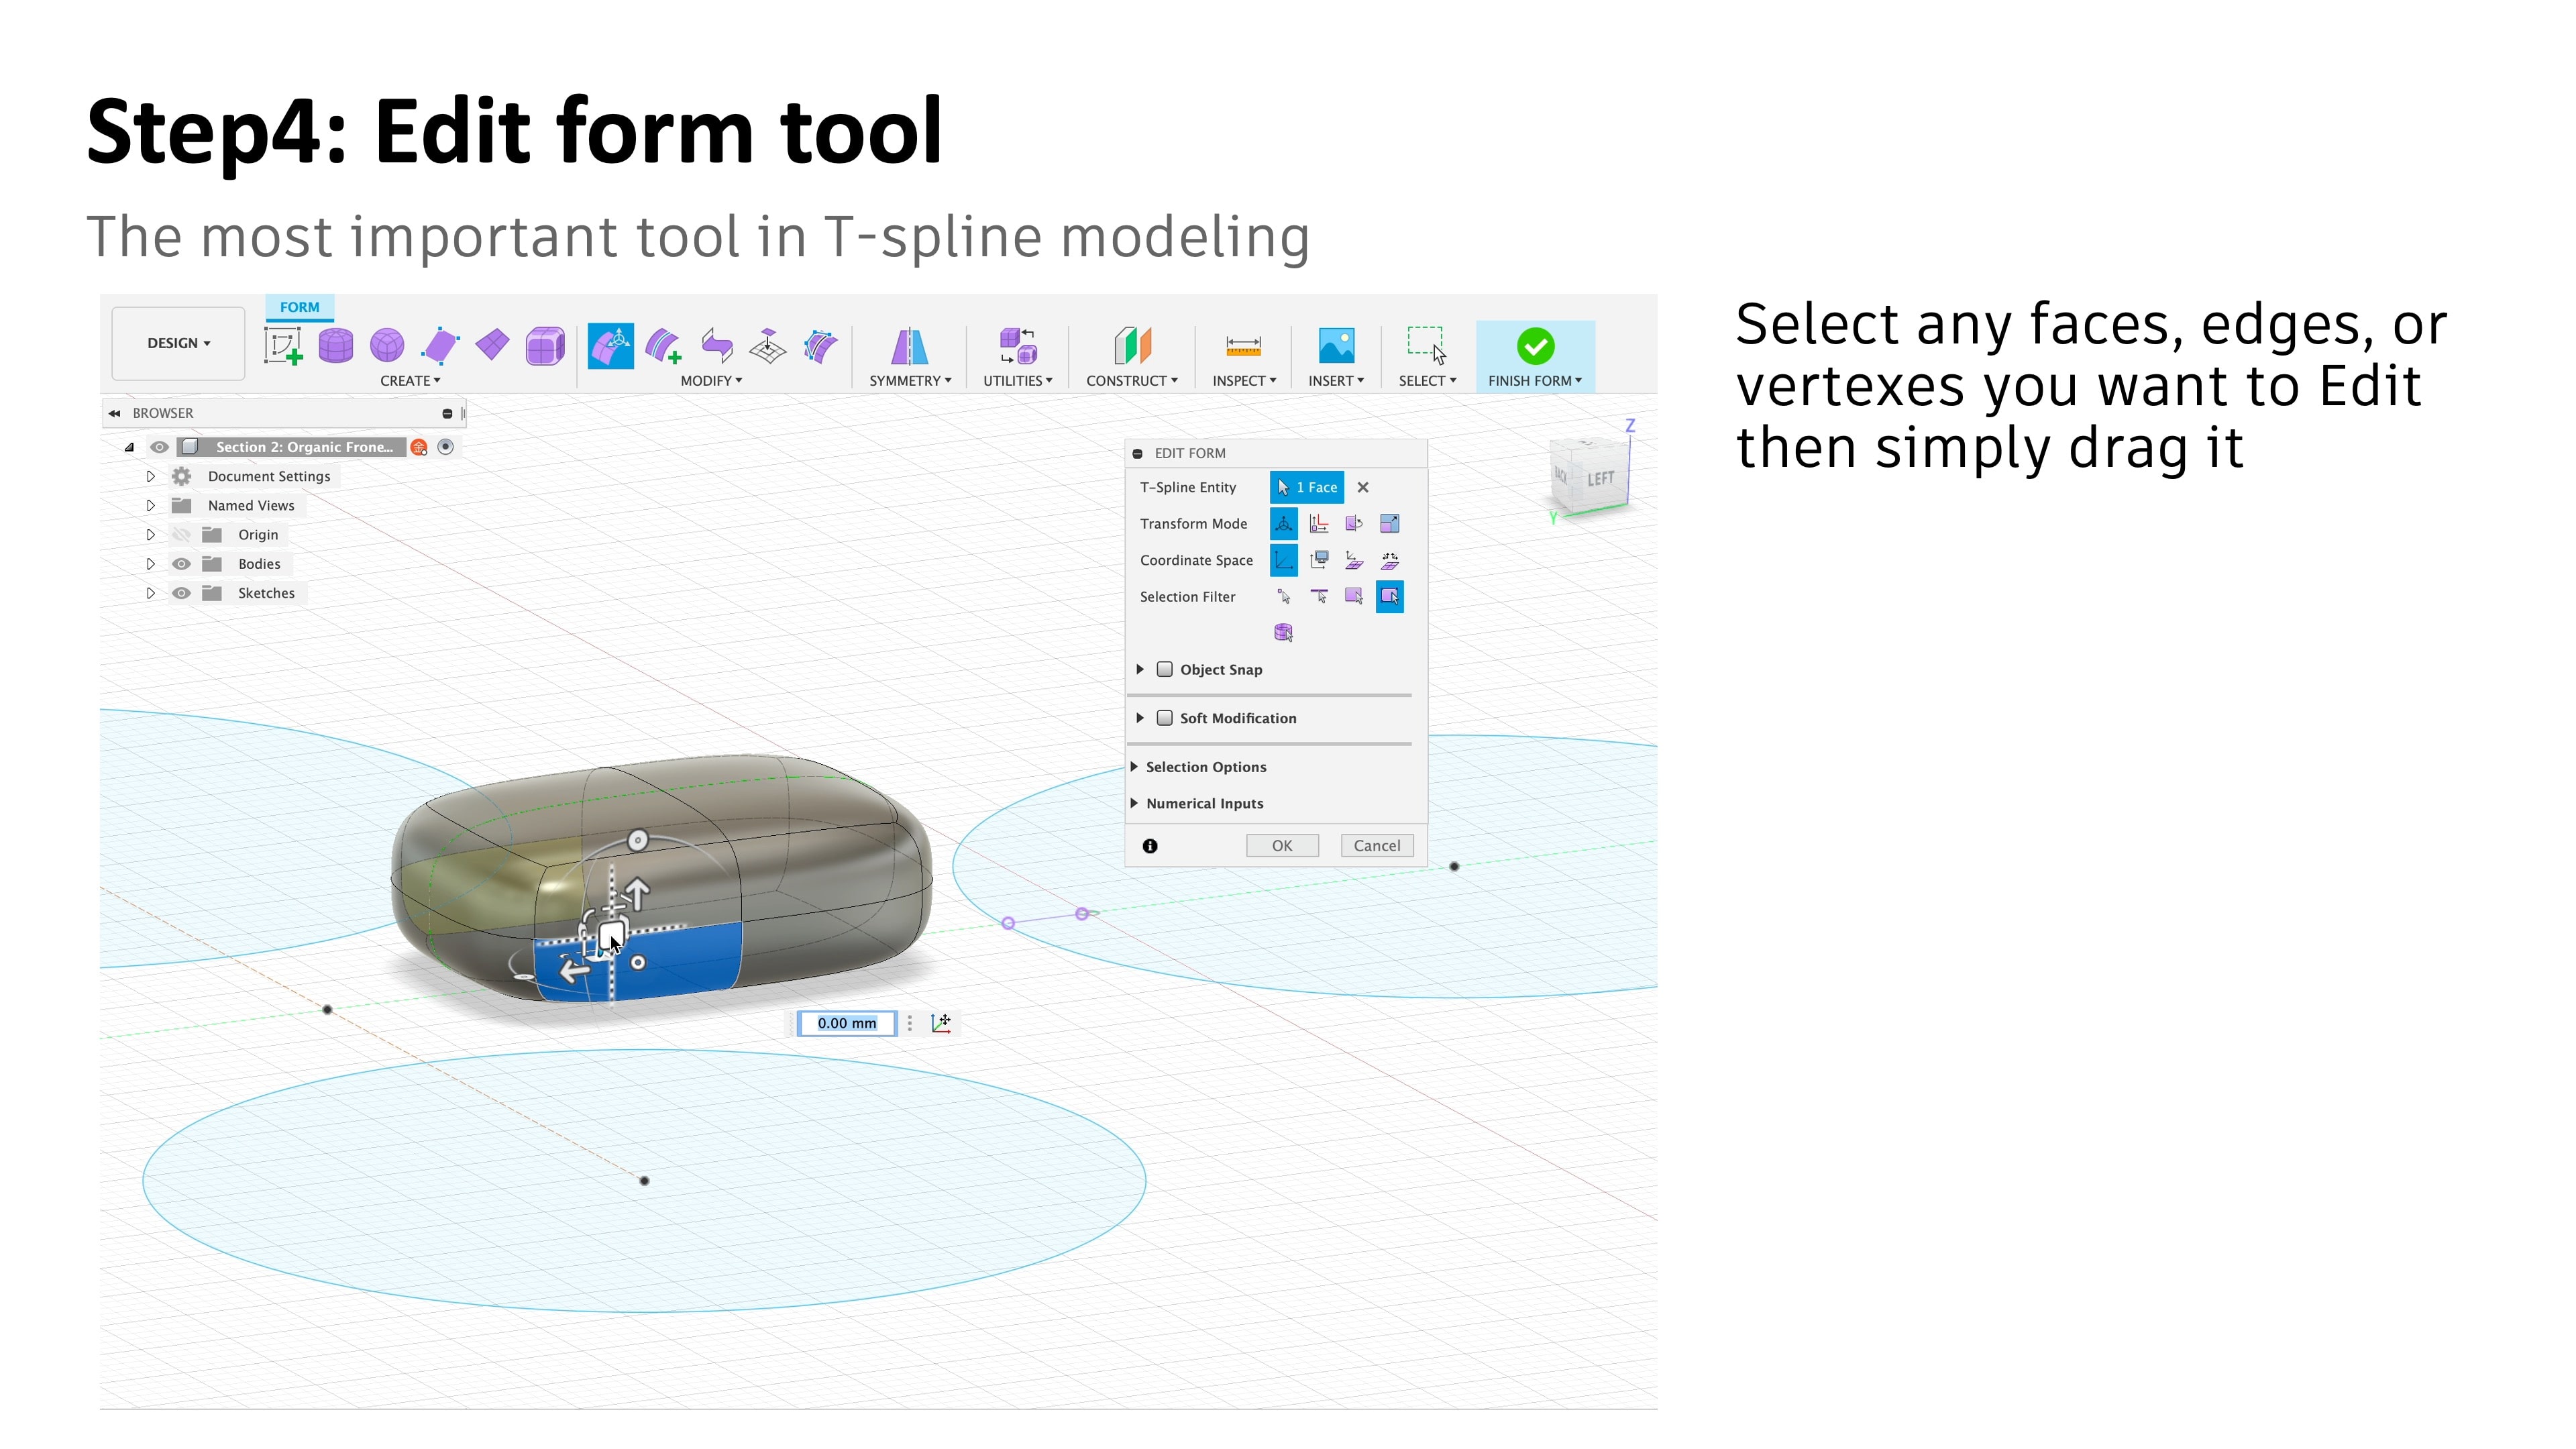 Step4: Edit form tool
The most important tool in T-spline modeling
Select any faces, edges, or
vertexes you want to Edit
then simply drag it
FORM
DESIGN
CREATE
MODIFY
SYMMETRY
UTILITIES
CONSTRUCT
INSPECT
INSERT
SELECT
FINISH FORM
BROWSER
Section 2: Organic Frone...
Document Settings
Named Views
Origin
Bodies
Sketches
EDIT FORM
T-Spline Entity 1 Face
Transform Mode
Coordinate Space
Selection Filter
Object Snap
Soft Modification
Selection Options
Numerical Inputs
OK Cancel
Z
BACK LEFT
Y
0.00 mm